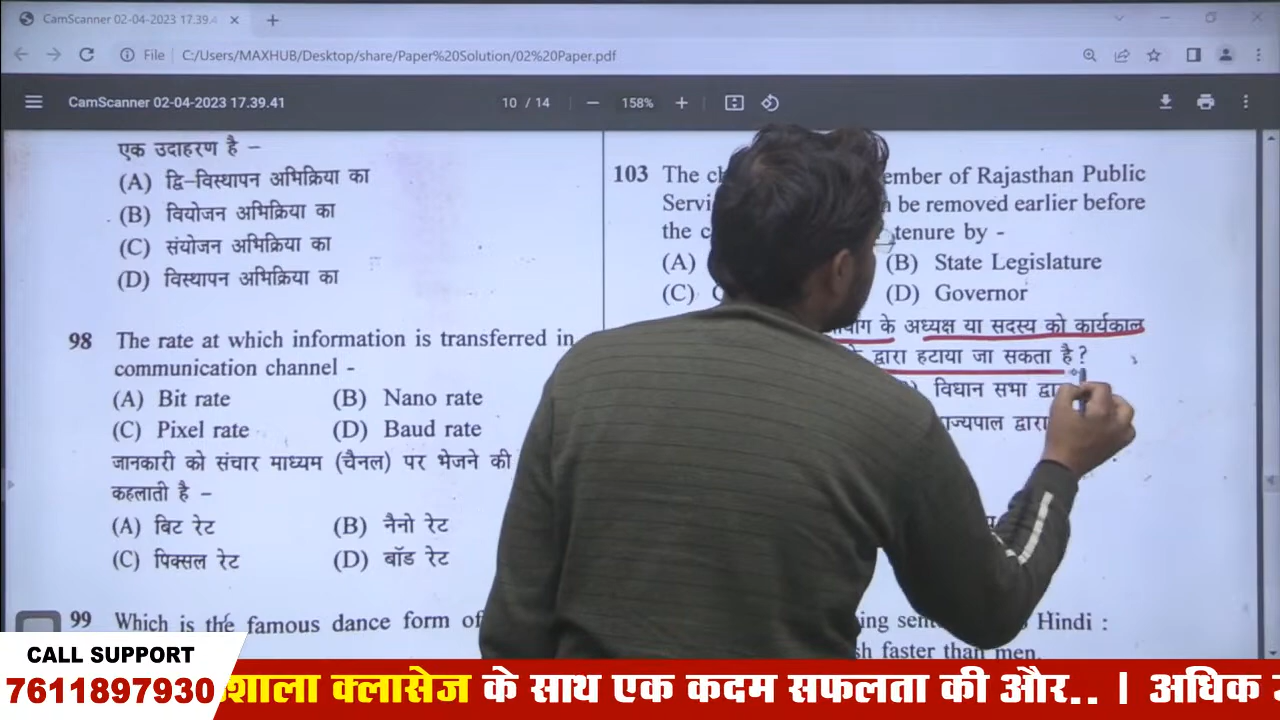 CamScanner 02-04-2023 17.39.4
File C:/Users/MAXHUB/Desktop/share/Paper%20Solution/02%20Paper.pdf
CamScanner 02-04-2023 17.39.41
10 / 14
158%
एक उदाहरण है –
(A) द्वि-विस्थापन अभिक्रिया का
(B) वियोजन अभिक्रिया का
(C) संयोजन अभिक्रिया का
(D) विस्थापन अभिक्रिया का
98 The rate at which information is transferred in
communication channel -
(A) Bit rate (B) Nano rate
(C) Pixel rate (D) Baud rate
जानकारी को संचार माध्यम (चैनल) पर भेजने की
कहलाती है –
(A) बिट रेट (B) नैनो रेट
(C) पिक्सल रेट (D) बॉड रेट
99 Which is the famous dance form of
103 The ember of Rajasthan Public
Servi be removed earlier before
the tenure by -
(A) (B) State Legislature
(C) (D) Governor
के अध्यक्ष या सदस्य को कार्यकाल
द्वारा हटाया जा सकता है?
विधान सभा
द्वारा
Hindi :
faster than men.
CALL SUPPORT
7611897930
शाला क्लासेज के साथ एक कदम सफलता की और.. | अधिक